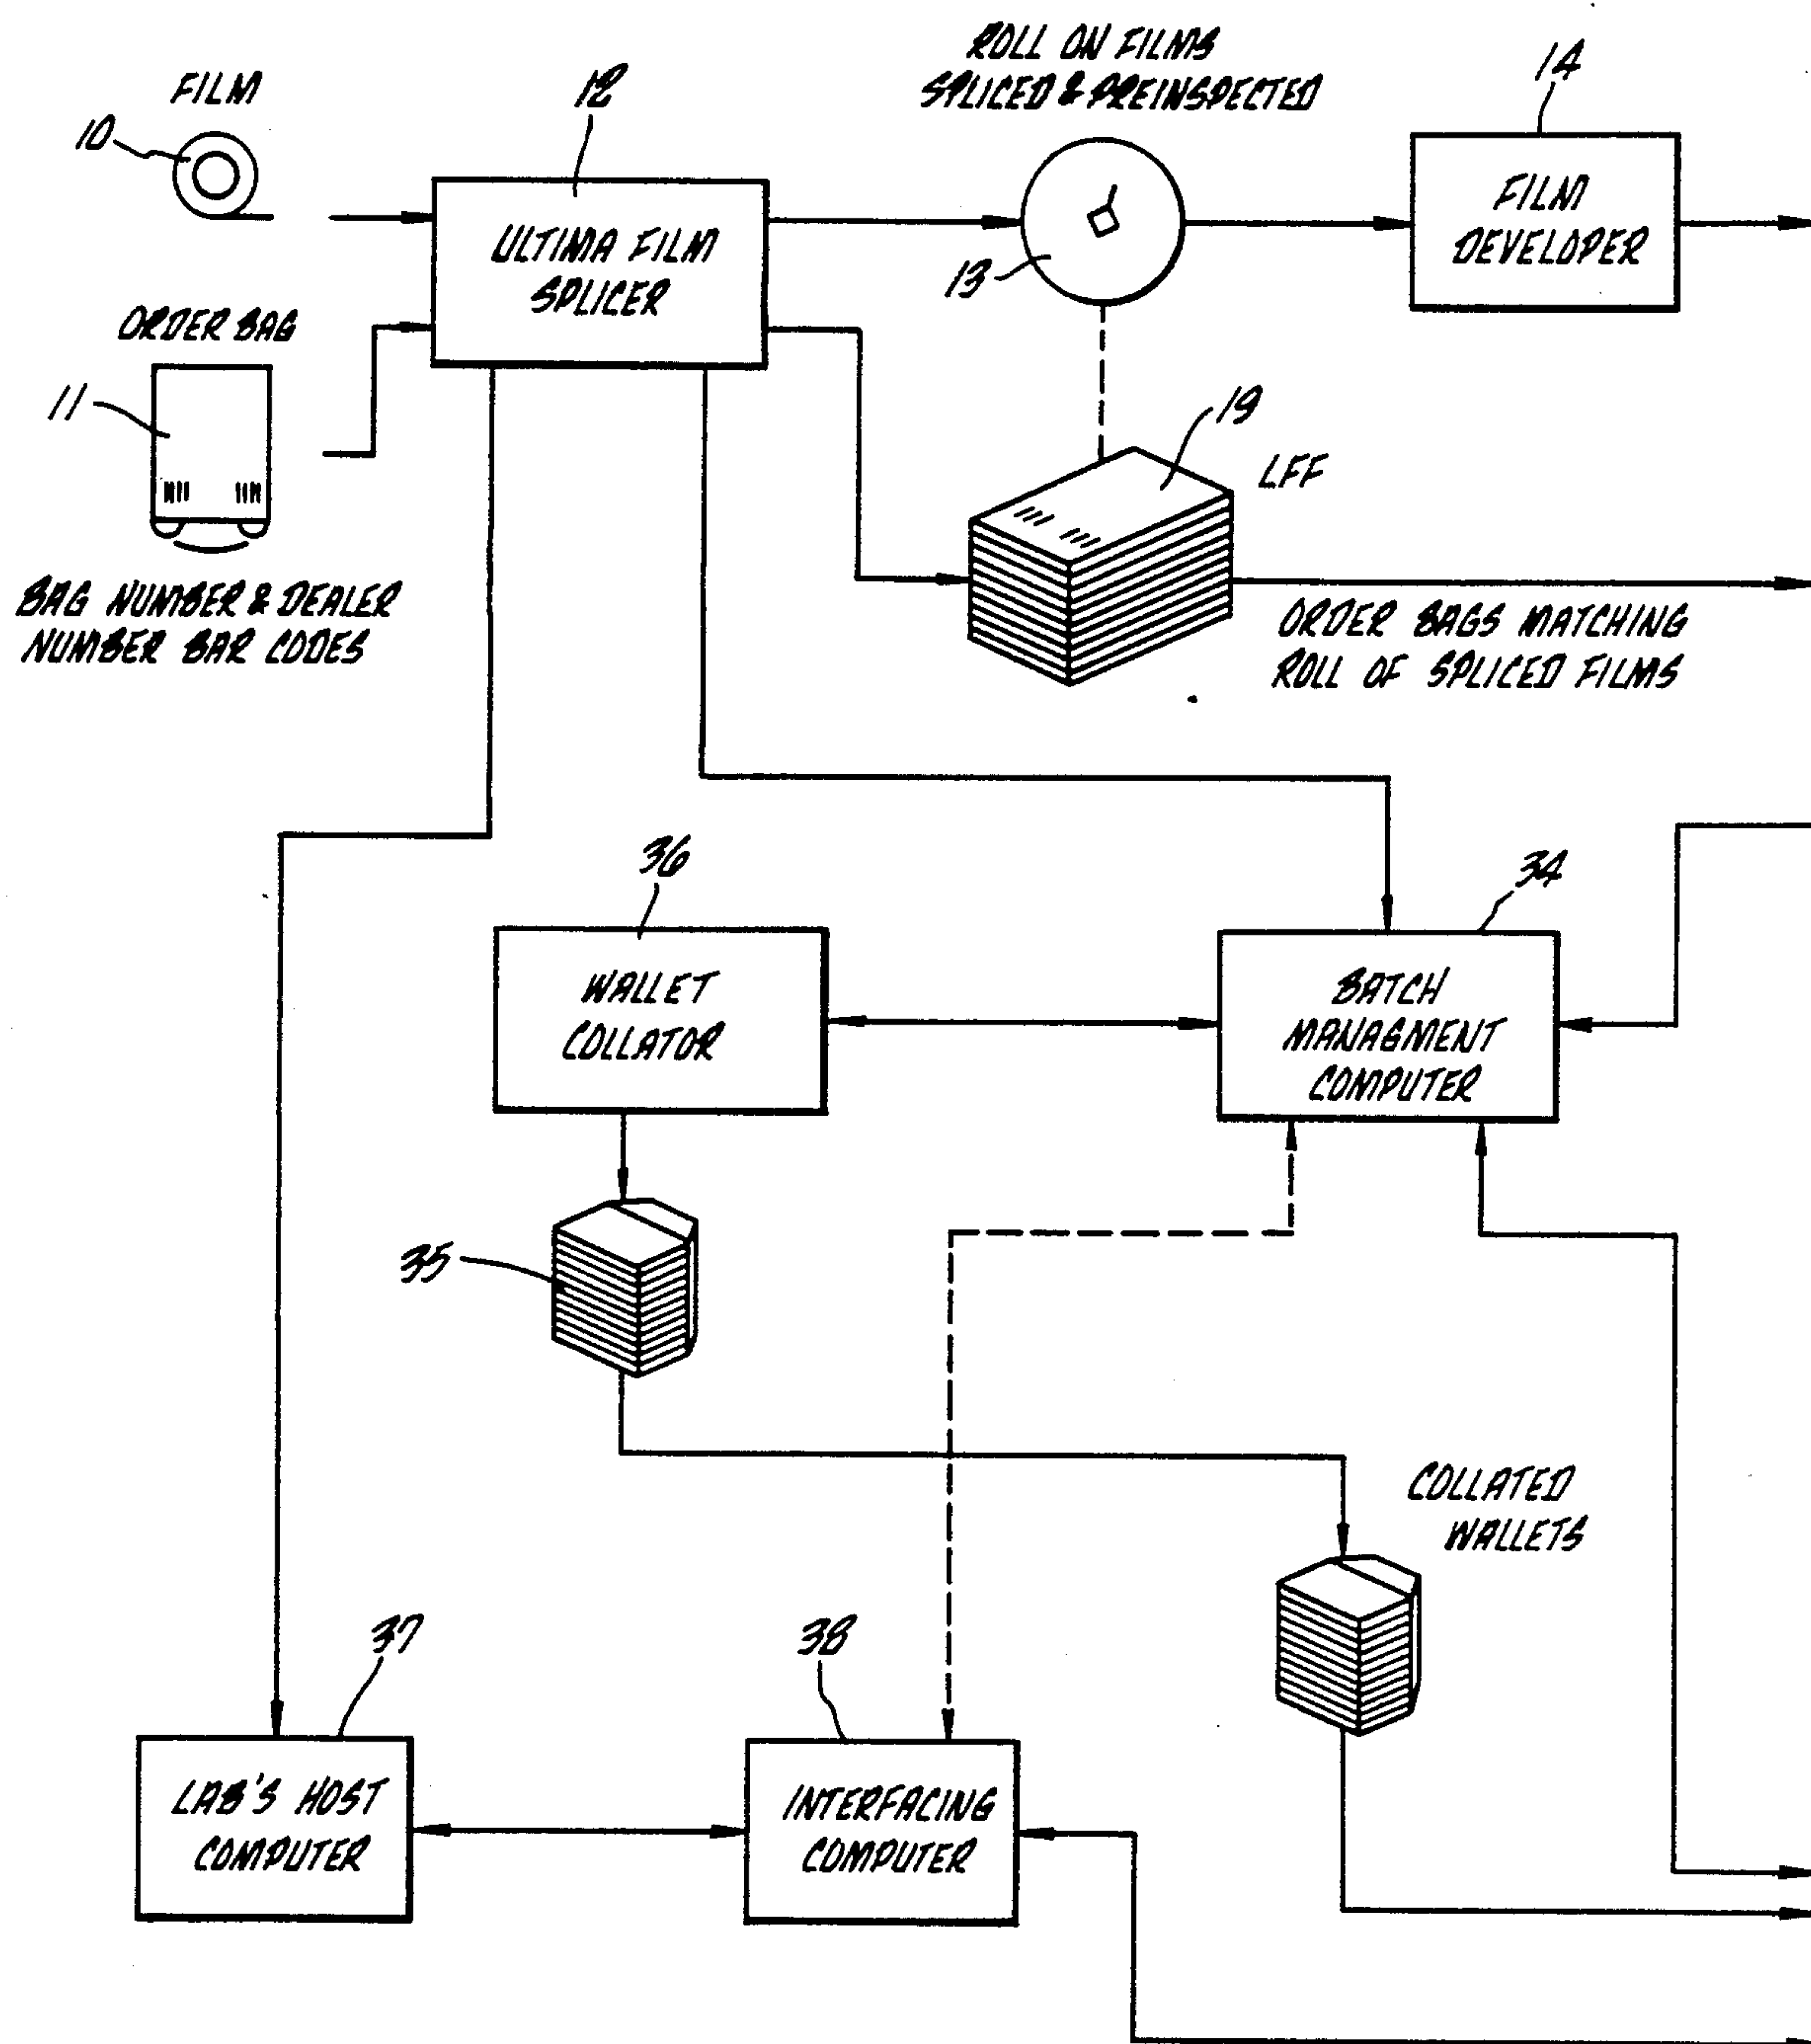 ROLL ON FILMS
SPLICED & PREINSPECTED
14
FILM
12
10
FILM
DEVELOPER
ULTIMA FILM
SPLICER
13
ORDER BAG
11
19
LFF
BAG NUMBER & DEALER
NUMBER BAR CODES
ORDER BAGS MATCHING
ROLL OF SPLICED FILMS
36
34
WALLET
COLLATOR
BATCH
MANAGMENT
COMPUTER
35
COLLATED
WALLETS
37
38
LAB'S HOST
COMPUTER
INTERFACING
COMPUTER